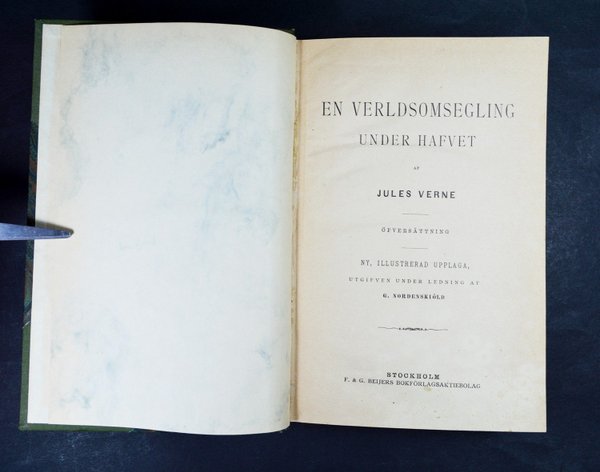 EN VERLDSOMSEGLING
UNDER HAFVET
AF
JULES VERNE
ÖFVERSÄTTNING
NY, ILLUSTRERAD UPPLAGA,
UTGIFVEN UNDER LEDNING AF
G. NORDENSKIÖLD
STOCKHOLM
F. & G. BEIJERS BOKFÖRLAGSAKTIEBOLAG